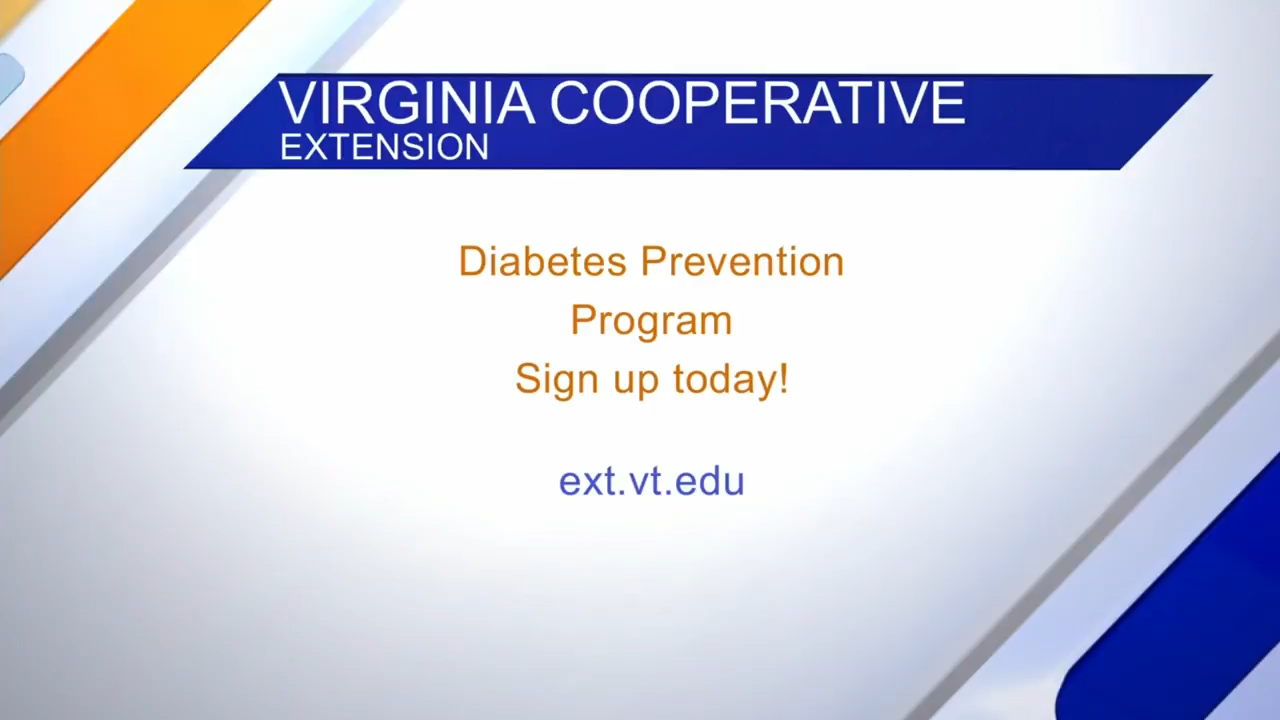 VIRGINIA COOPERATIVE
EXTENSION
Diabetes Prevention
Program
Sign up today!
ext.vt.edu